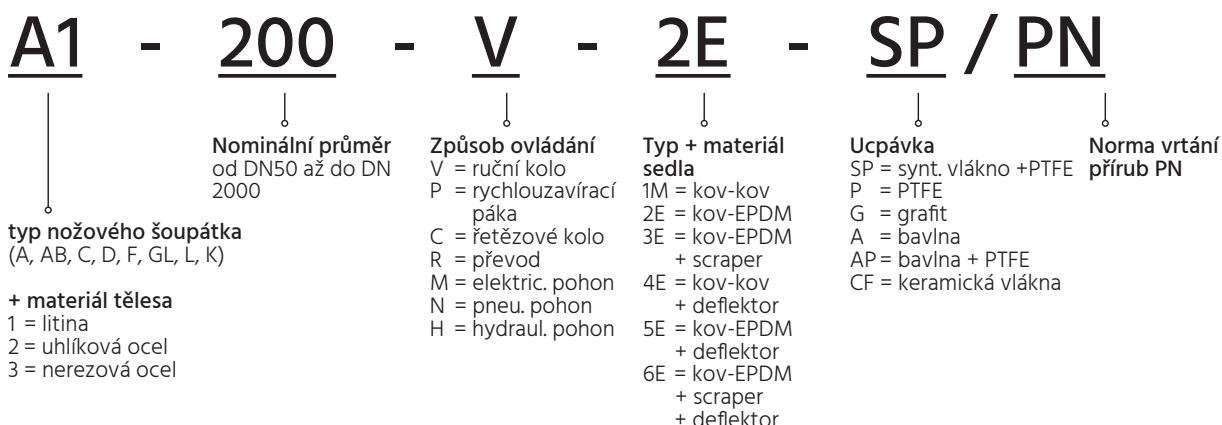 A1 - 200 - V - 2E - SP / PN
typ nožového šoupátka
(A, AB, C, D, F, GL, L, K)
+ materiál tělesa
1 = litina
2 = uhlíková ocel
3 = nerezová ocel
Nominální průměr
od DN50 až do DN
2000
Způsob ovládání
V = ruční kolo
P = rychlouzavírací
páka
C = řetězové kolo
R = převod
M = elektric. pohon
N = pneu. pohon
H = hydraul. pohon
Typ + materiál
sedla
1M = kov-kov
2E = kov-EPDM
3E = kov-EPDM
+ scraper
4E = kov-kov
+ deflektor
5E = kov-EPDM
+ deflektor
6E = kov-EPDM
+ scraper
+ deflektor
Ucpávka
SP = synt. vlákno +PTFE
P = PTFE
G = grafit
A = bavlna
AP = bavlna + PTFE
CF = keramická vlákna
Norma vrtání
přírub PN